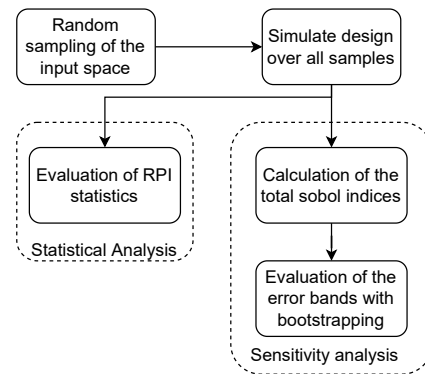 Random
sampling of the
input space
Simulate design
over all samples
Evaluation of RPI
statistics
Statistical Analysis
Calculation of the
total sobol indices
Evaluation of the
error bands with
bootstrapping
Sensitivity analysis